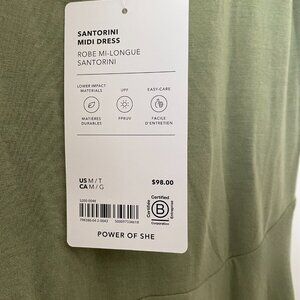 SANTORINI
MIDI DRESS
ROBE MI-LONGUE
SANTORINI
LOWER IMPACT
MATERIALS
UPF
EASY-CARE
MATIÈRES
DURABLES
FPRUV
FACILE
D'ENTRETIEN
US M / T
CA M / G
$98.00
Certified
B
Corporation
POWER OF SHE